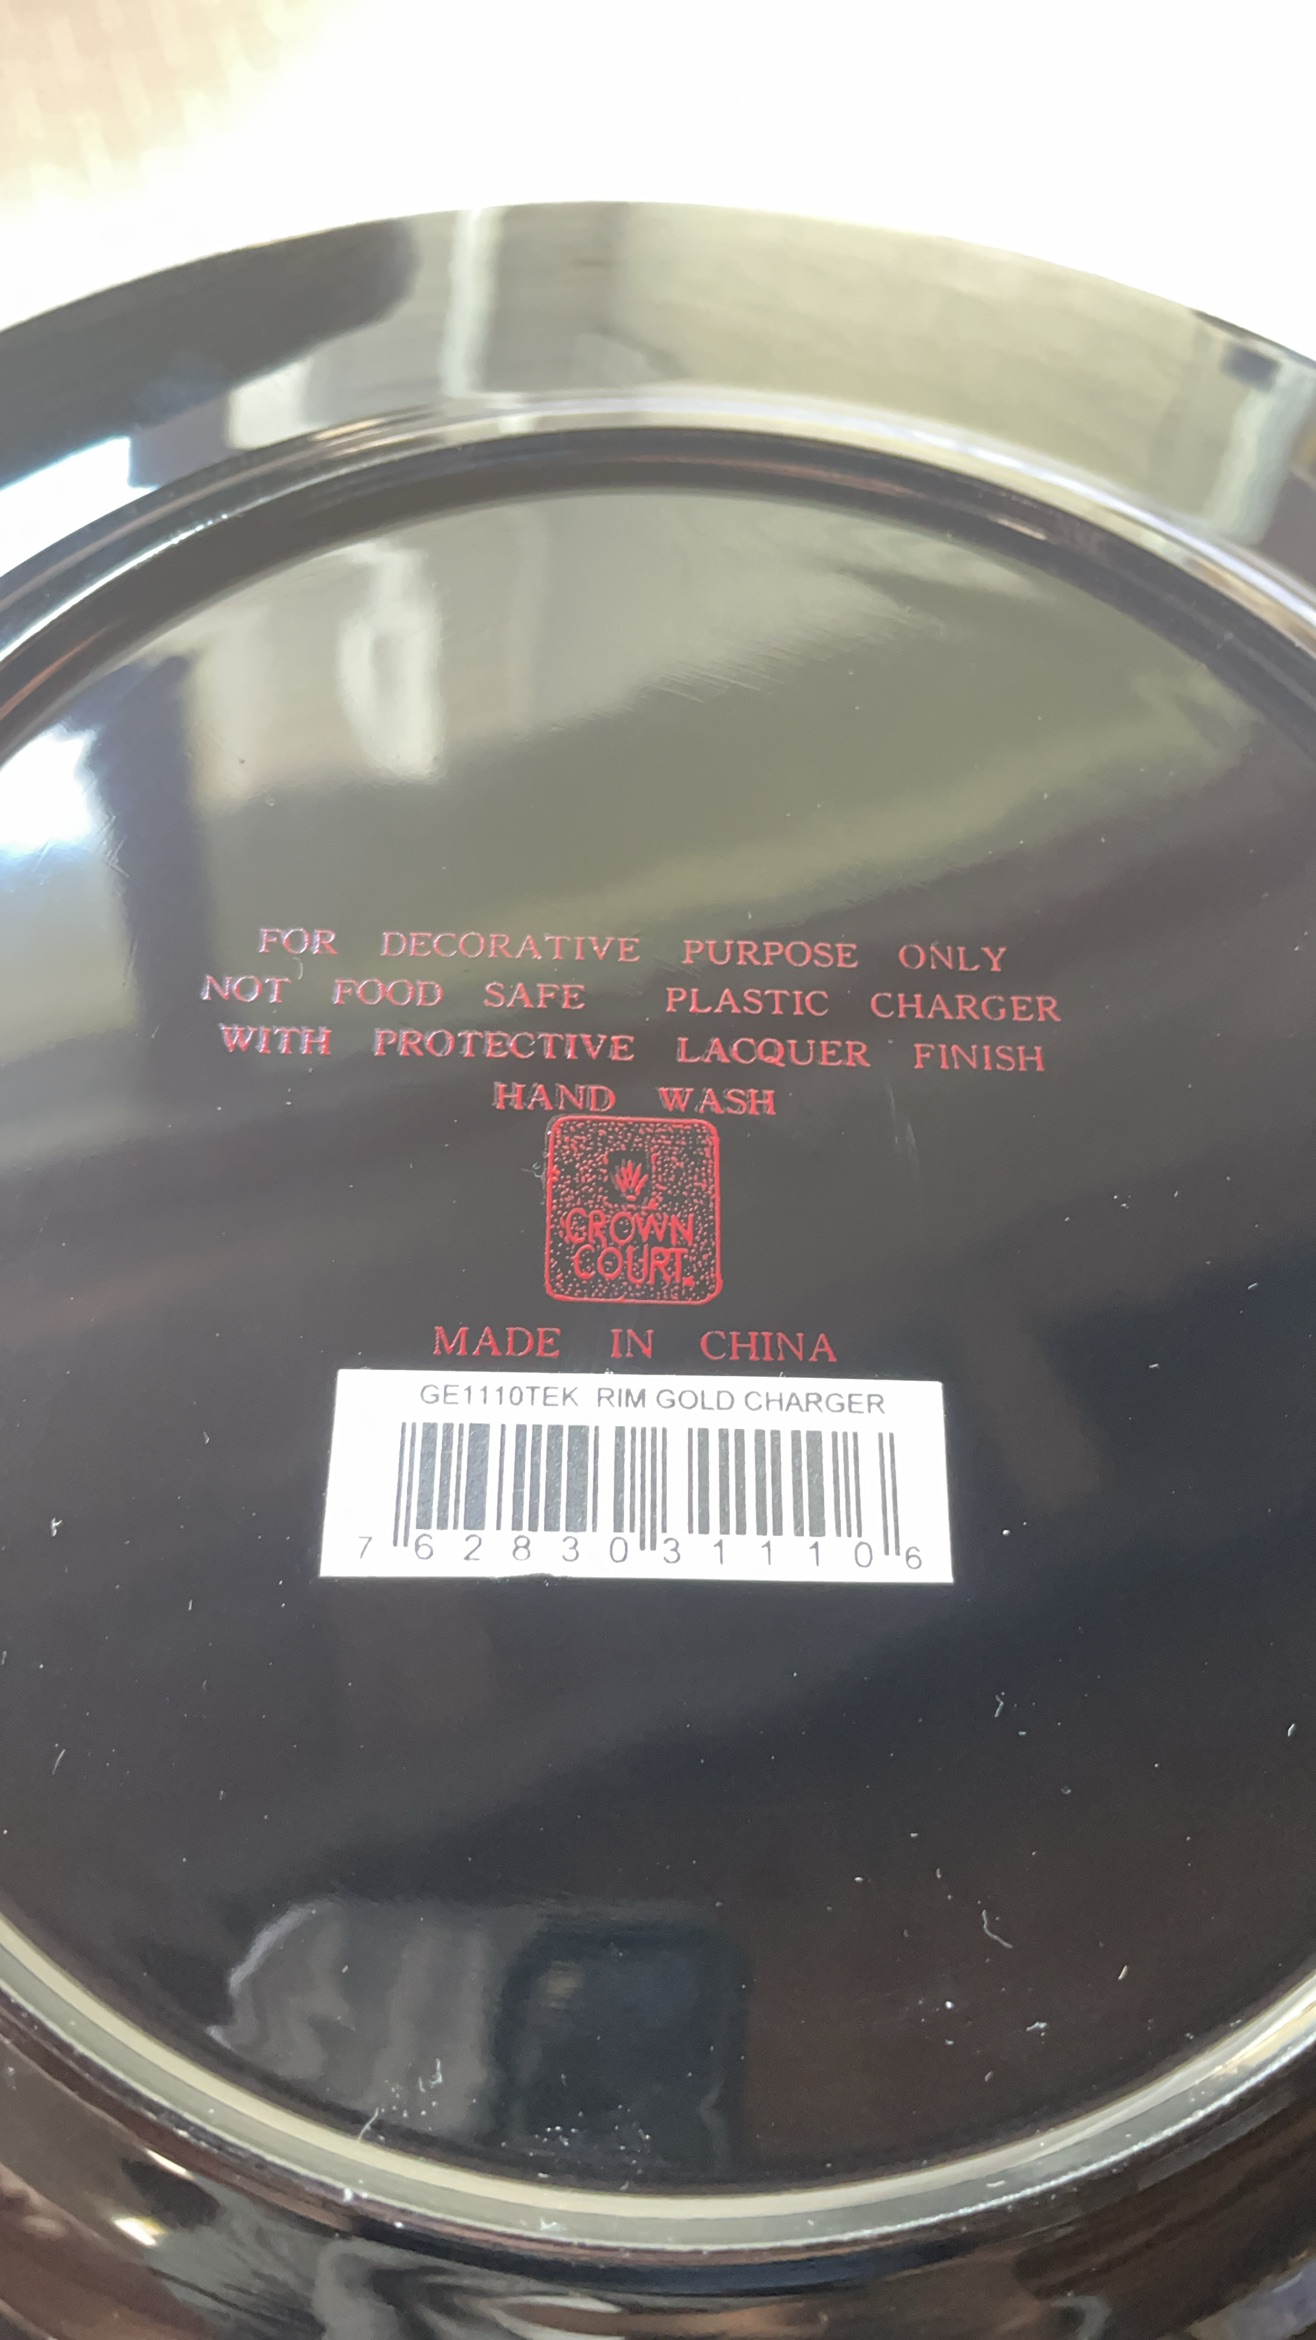 FOR DECORATIVE PURPOSE ONLY
NOT FOOD SAFE PLASTIC CHARGER
WITH PROTECTIVE LACQUER FINISH
HAND WASH
CROWN
COURT.
MADE IN CHINA
GE1110TEK RIM GOLD CHARGER
7 62830 31110 6